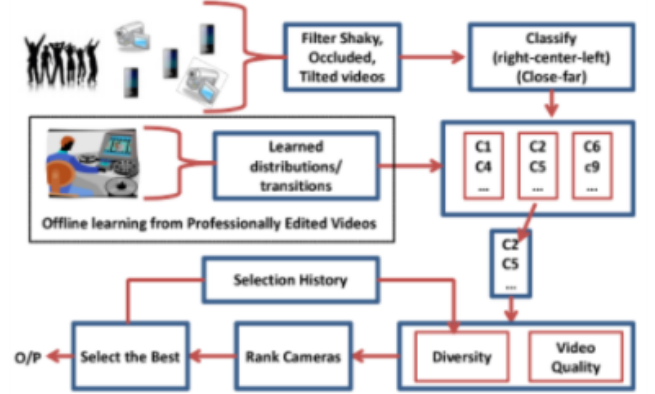 Filter Shaky,
Occluded,
Tilted videos
Classify
(right-center-left)
(Close-far)
Learned
distributions/
transitions
Offline learning from Professionally Edited Videos
C1
C4
...
C2
C5
...
C6
c9
...
C2
C5
...
Selection History
O/P
Select the Best
Rank Cameras
Diversity
Video
Quality